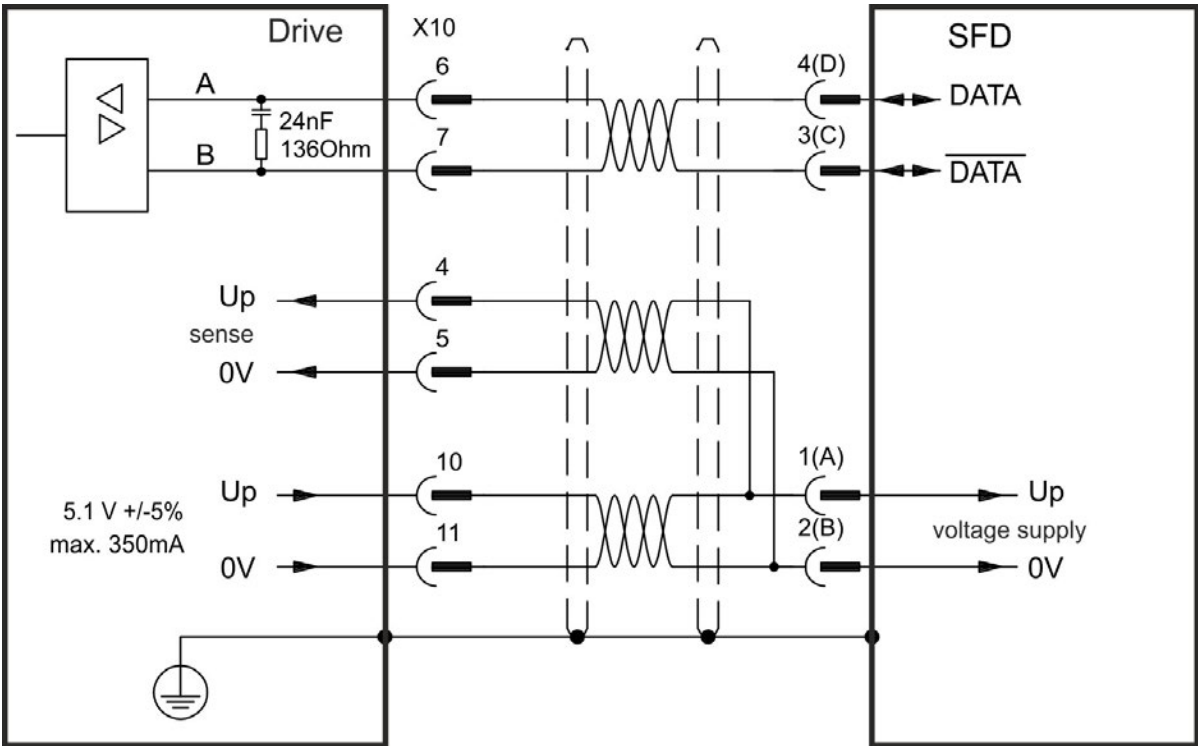 Drive
X10
SFD
6
4(D)
A
DATA
24nF
136Ohm
7
3(C)
B
DATA
4
Up
sense
5
0V
10
1(A)
Up
Up
5.1 V +/-5%
max. 350mA
11
2(B)
voltage supply
0V
0V